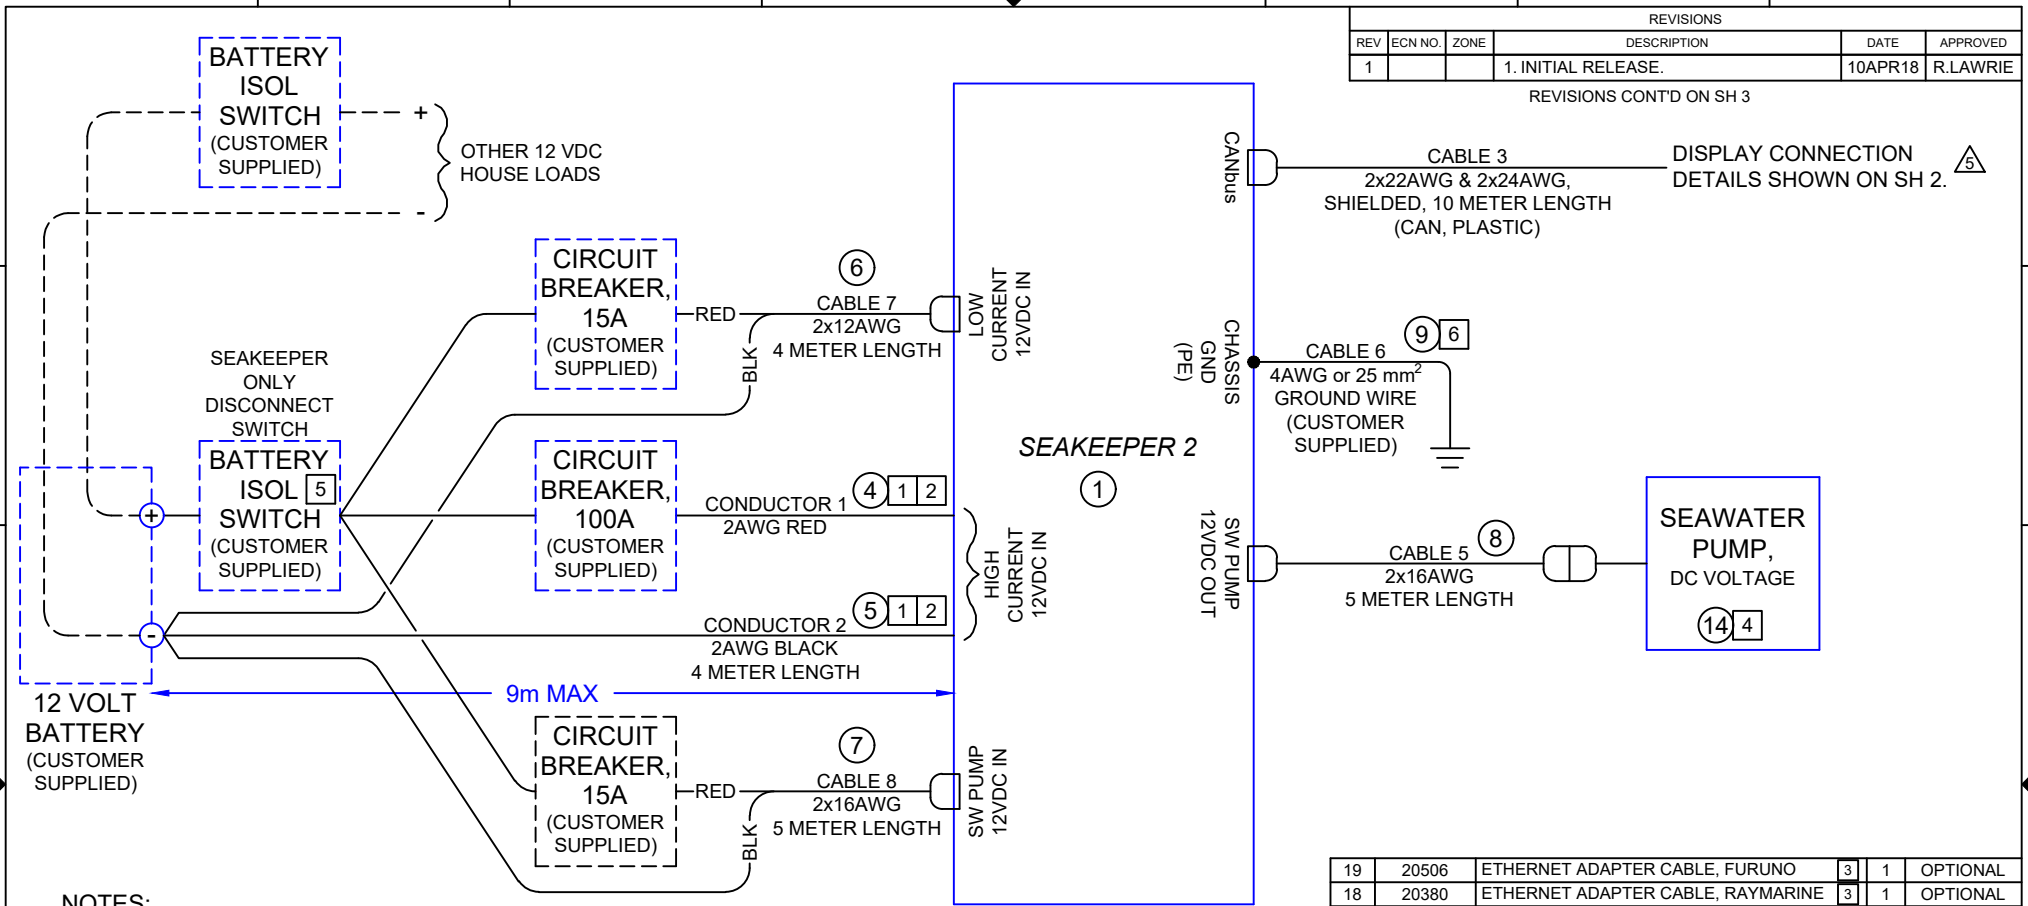 REVISIONS
REV ECN NO. ZONE DESCRIPTION DATE APPROVED
1 1. INITIAL RELEASE. 10APR18 R.LAWRIE
REVISIONS CONT'D ON SH 3
BATTERY
ISOL
SWITCH
(CUSTOMER
SUPPLIED)
+
-
OTHER 12 VDC
HOUSE LOADS
CANbus
CABLE 3
2x22AWG & 2x24AWG,
SHIELDED, 10 METER LENGTH
(CAN, PLASTIC)
DISPLAY CONNECTION
DETAILS SHOWN ON SH 2.
5
CIRCUIT
BREAKER,
15A
(CUSTOMER
SUPPLIED)
RED
BLK
6
CABLE 7
2x12AWG
4 METER LENGTH
LOW
CURRENT
12VDC IN
CHASSIS
GND
(PE)
9 6
CABLE 6
4AWG or 25 mm²
GROUND WIRE
(CUSTOMER
SUPPLIED)
SEAKEEPER
ONLY
DISCONNECT
SWITCH
BATTERY
ISOL 5
SWITCH
(CUSTOMER
SUPPLIED)
+
-
12 VOLT
BATTERY
(CUSTOMER
SUPPLIED)
CIRCUIT
BREAKER,
100A
(CUSTOMER
SUPPLIED)
4 1 2
CONDUCTOR 1
2AWG RED
5 1 2
CONDUCTOR 2
2AWG BLACK
4 METER LENGTH
HIGH
CURRENT
12VDC IN
SEAKEEPER 2
1
SW PUMP
12VDC OUT
8
CABLE 5
2x16AWG
5 METER LENGTH
SEAWATER
PUMP,
DC VOLTAGE
14 4
9m MAX
CIRCUIT
BREAKER,
15A
(CUSTOMER
SUPPLIED)
RED
BLK
7
CABLE 8
2x16AWG
5 METER LENGTH
SW PUMP
12VDC IN
19 20506 ETHERNET ADAPTER CABLE, FURUNO 3 1 OPTIONAL
18 20380 ETHERNET ADAPTER CABLE, RAYMARINE 3 1 OPTIONAL
NOTES: